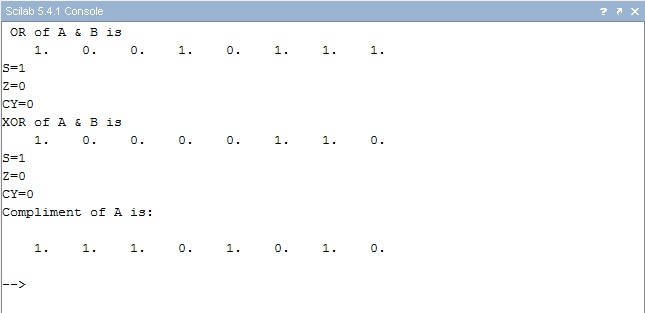 Scilab 5.4.1 Console
OR of A & B is
1. 0. 0. 1. 0. 1. 1. 1.
S=1
Z=0
CY=0
XOR of A & B is
1. 0. 0. 0. 0. 1. 1. 0.
S=1
Z=0
CY=0
Compliment of A is:
1. 1. 1. 0. 1. 0. 1. 0.
-->